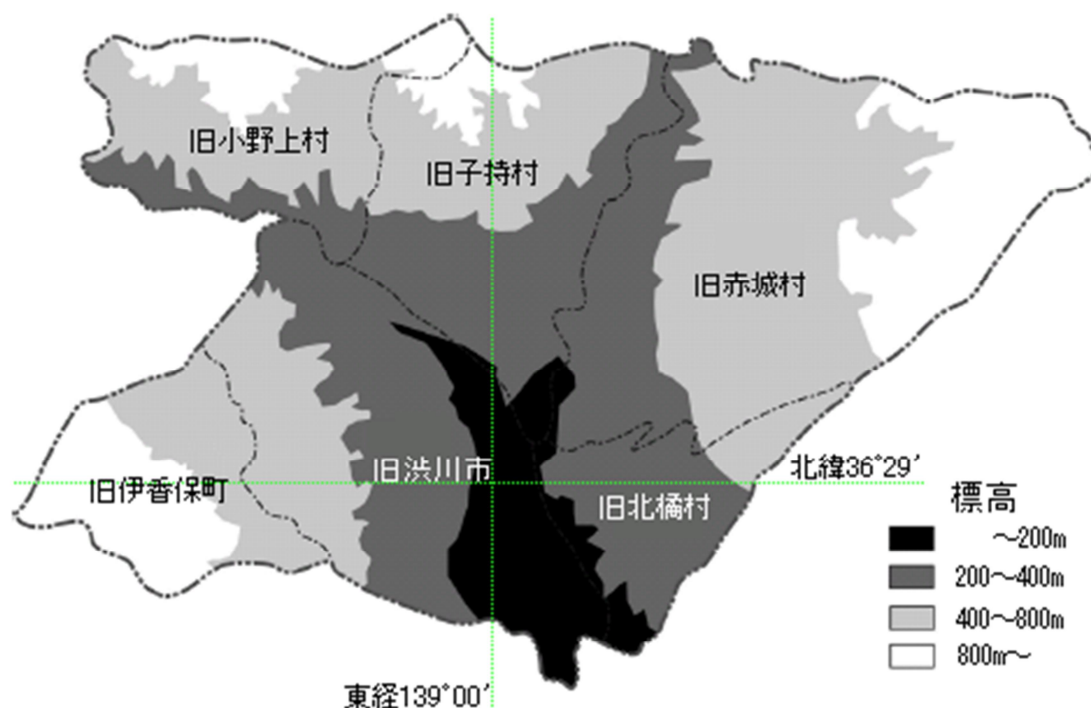 旧小野上村
旧子持村
旧赤城村
旧渋川市
北緯36°29′
旧伊香保町
旧北橘村
標高
～200m
200～400m
400～800m
800m～
東経139°00′